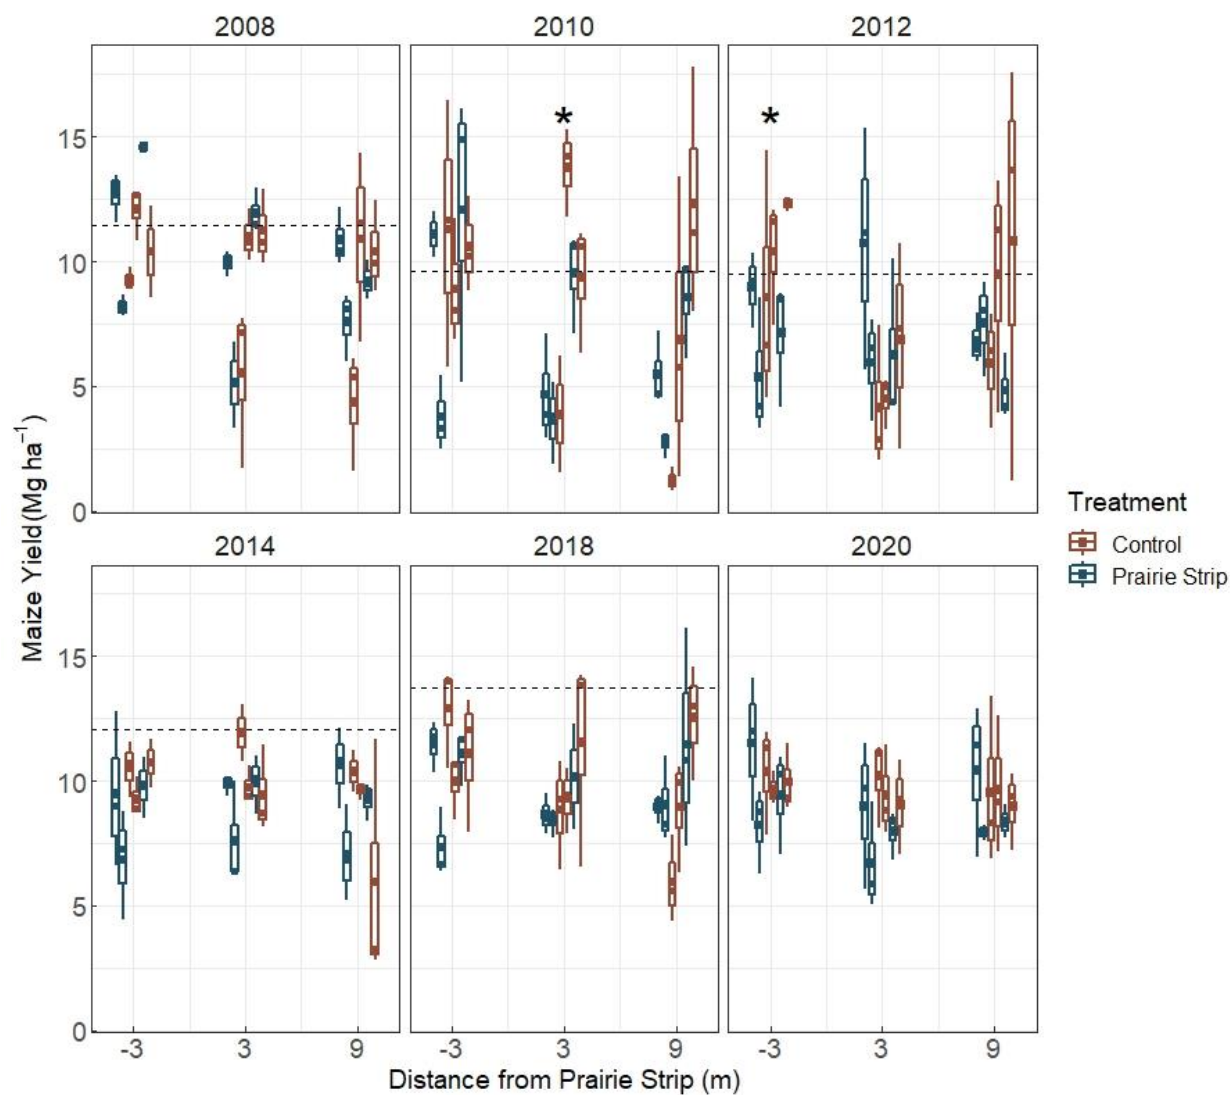 2008 2010 2012
*
*
15
10
5
0
Maize Yield (Mg ha⁻¹)
2014 2018 2020
15
10
5
0
-3 3 9 -3 3 9 -3 3 9
Distance from Prairie Strip (m)
Treatment
Control
Prairie Strip